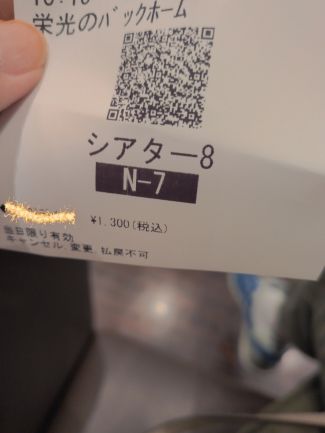 栄光のバックホーム
シアター8
N-7
¥1,300(税込)
当日限り有効
キャンセル.変更.払戻不可